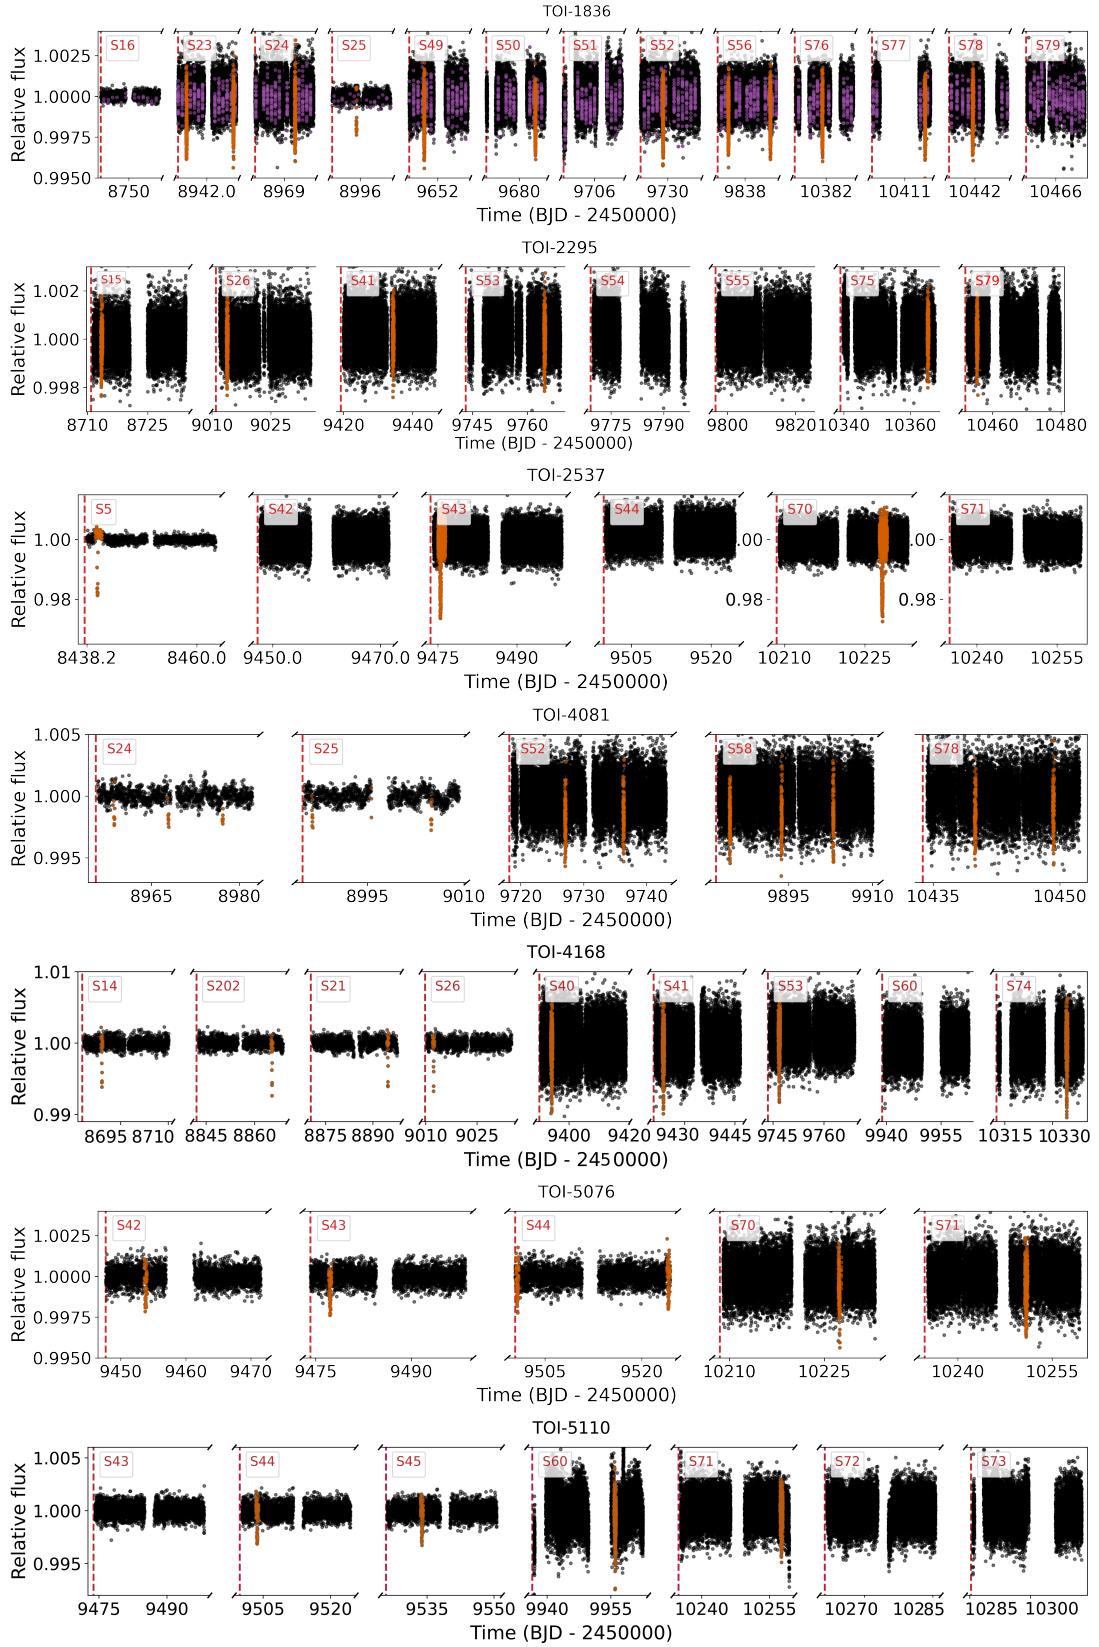 TOI-1836
Relative flux
1.0025
1.0000
0.9975
0.9950
S16 S23 S24 S25 S49 S50 S51 S52 S56 S76 S77 S78 S79
8750 8942.0 8969 8996 9652 9680 9706 9730 9838 10382 10411 10442 10466
Time (BJD - 2450000)
TOI-2295
Relative flux
1.002
1.000
0.998
S15 S26 S41 S53 S54 S55 S75 S79
8710 8725 9010 9025 9420 9440 9745 9760 9775 9790 9800 9820 10340 10360 10460 10480
Time (BJD - 2450000)
TOI-2537
Relative flux
1.00
0.98
S5 S42 S43 S44 S70 S71
.00 .00
0.98 0.98
8438.2 8460.0 9450.0 9470.0 9475 9490 9505 9520 10210 10225 10240 10255
Time (BJD - 2450000)
TOI-4081
Relative flux
1.005
1.000
0.995
S24 S25 S52 S58 S78
8965 8980 8995 9010 9720 9730 9740 9895 9910 10435 10450
Time (BJD - 2450000)
TOI-4168
Relative flux
1.01
1.00
0.99
S14 S202 S21 S26 S40 S41 S53 S60 S74
8695 8710 8845 8860 8875 8890 9010 9025 9400 9420 9430 9445 9745 9760 9940 9955 10315 10330
Time (BJD - 2450000)
TOI-5076
Relative flux
1.0025
1.0000
0.9975
0.9950
S42 S43 S44 S70 S71
9450 9460 9470 9475 9490 9505 9520 10210 10225 10240 10255
Time (BJD - 2450000)
TOI-5110
Relative flux
1.005
1.000
0.995
S43 S44 S45 S60 S71 S72 S73
9475 9490 9505 9520 9535 9550 9940 9955 10240 10255 10270 10285 10285 10300
Time (BJD - 2450000)